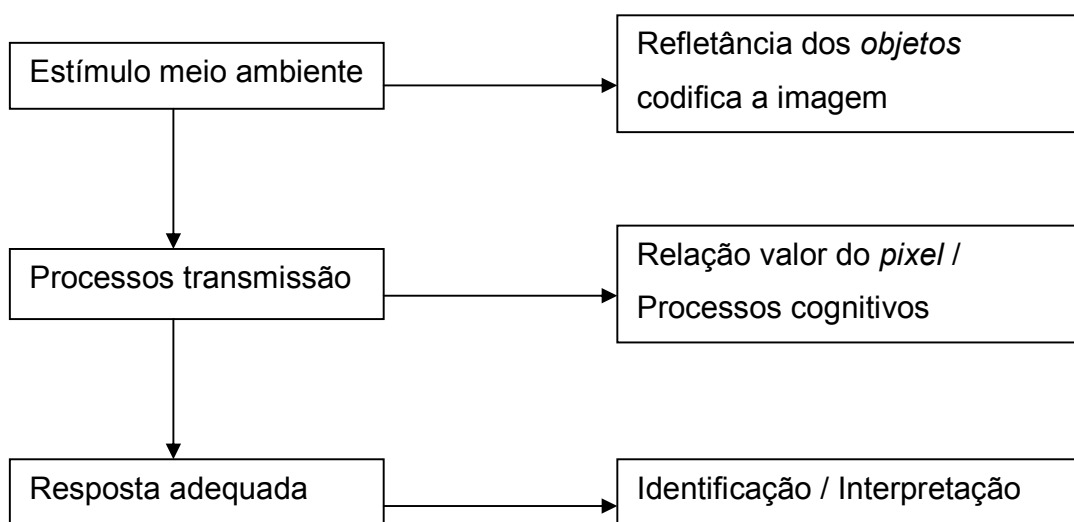 Estímulo meio ambiente
Refletância dos objetos
codifica a imagem
Processos transmissão
Relação valor do pixel /
Processos cognitivos
Resposta adequada
Identificação / Interpretação